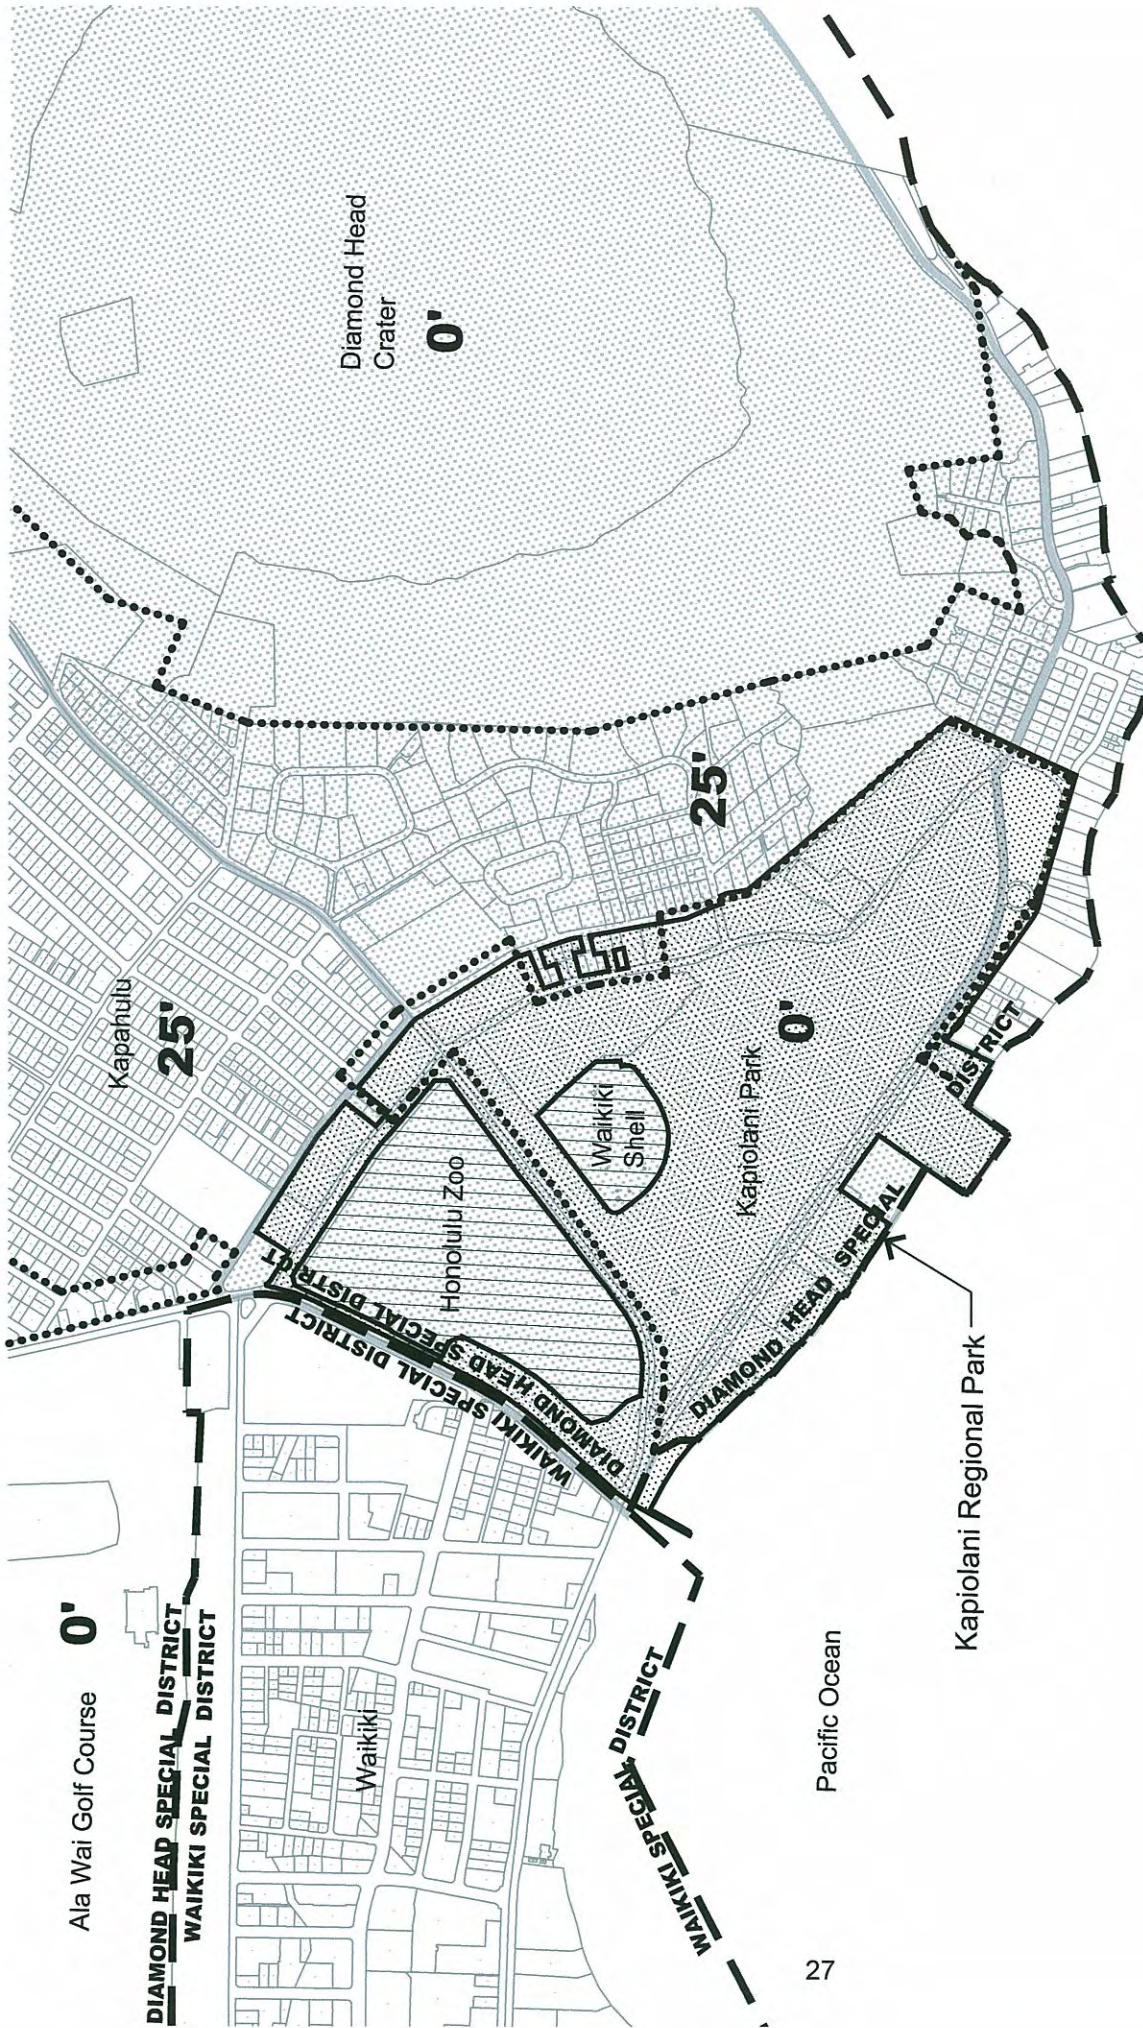 Ala Wai Golf Course
0'
DIAMOND HEAD SPECIAL DISTRICT
WAIKIKI SPECIAL DISTRICT
Waikiki
Kapahulu
25'
Diamond Head
Crater
0'
25'
Honolulu Zoo
Waikiki
Shell
Kapiolani Park
0'
DIAMOND HEAD SPECIAL DISTRICT
WAIKIKI SPECIAL DISTRICT
DIAMOND HEAD SPECIAL
DISTRICT
WAIKIKI SPECIAL DISTRICT
Pacific Ocean
Kapiolani Regional Park
27